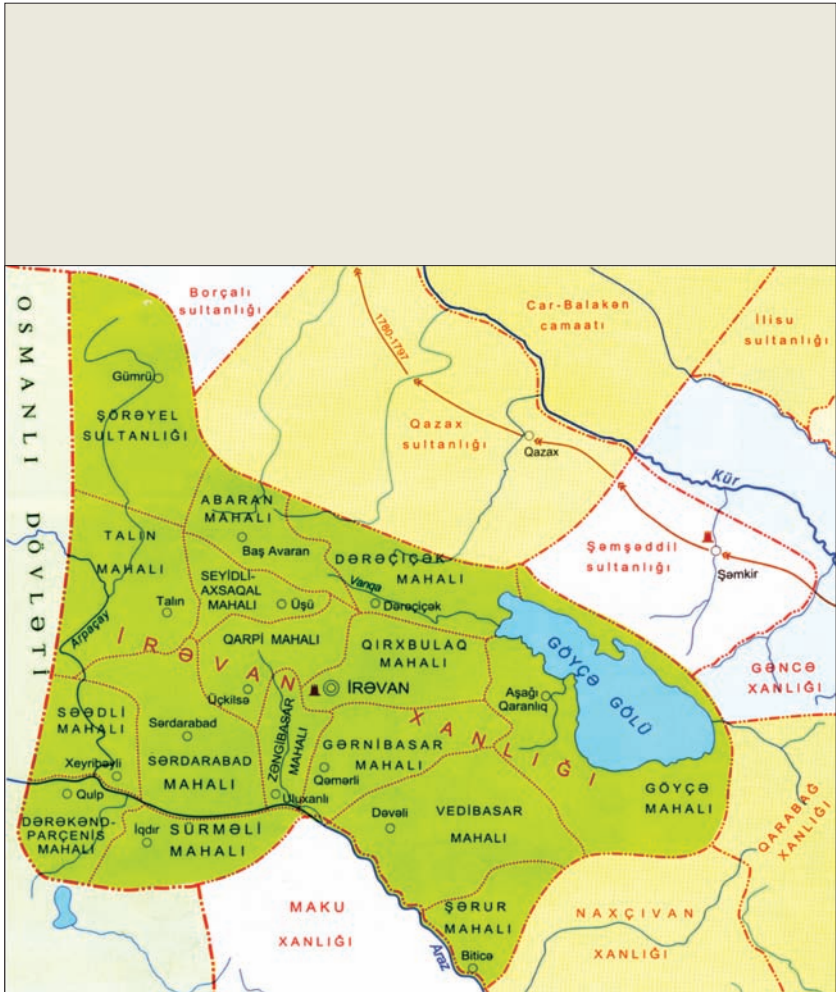 OSMANLI DÖVLƏTİ
Borçalı
sultanlığı
1780-1797
Car-Balakən
camaatı
İlisu
sultanlığı
Gümrü
ŞÖRƏYEL
SULTANLIĞI
Qazax
sultanlığı
Qazax
Kür
ABARAN
MAHALI
Baş Avaran
TALIN
MAHALI
DƏRƏÇİÇƏK
MAHALI
Şəmşəddil
sultanlığı
Şəmkir
SEYİDLİ-
AXSAQAL
MAHALI
Üşü
Vanqa
Dərəçiçək
Talın
Arpaçay
İRƏVAN XANLIĞI
QARPİ MAHALI
QIRXBULAQ
MAHALI
GÖYÇƏ GÖLÜ
GƏNCƏ
XANLIĞI
Üçkilsə
İRƏVAN
Aşağı
Qaranlıq
SƏƏDLİ
MAHALI
Sərdarabad
SƏRDARABAD
MAHALI
ZƏNGİBASAR
MAHALI
GƏRNİBASAR
MAHALI
Qəmərli
Xeyribəyli
Qulp
Uluxanlı
GÖYÇƏ
MAHALI
QARABAĞ
XANLIĞI
DƏRƏKƏND-
PARÇENİS
MAHALI
İqdır
SÜRMƏLİ
MAHALI
Dəvəli
VEDİBASAR
MAHALI
MAKU
XANLIĞI
ŞƏRUR
MAHALI
Araz
Biticə
NAXÇIVAN
XANLIĞI